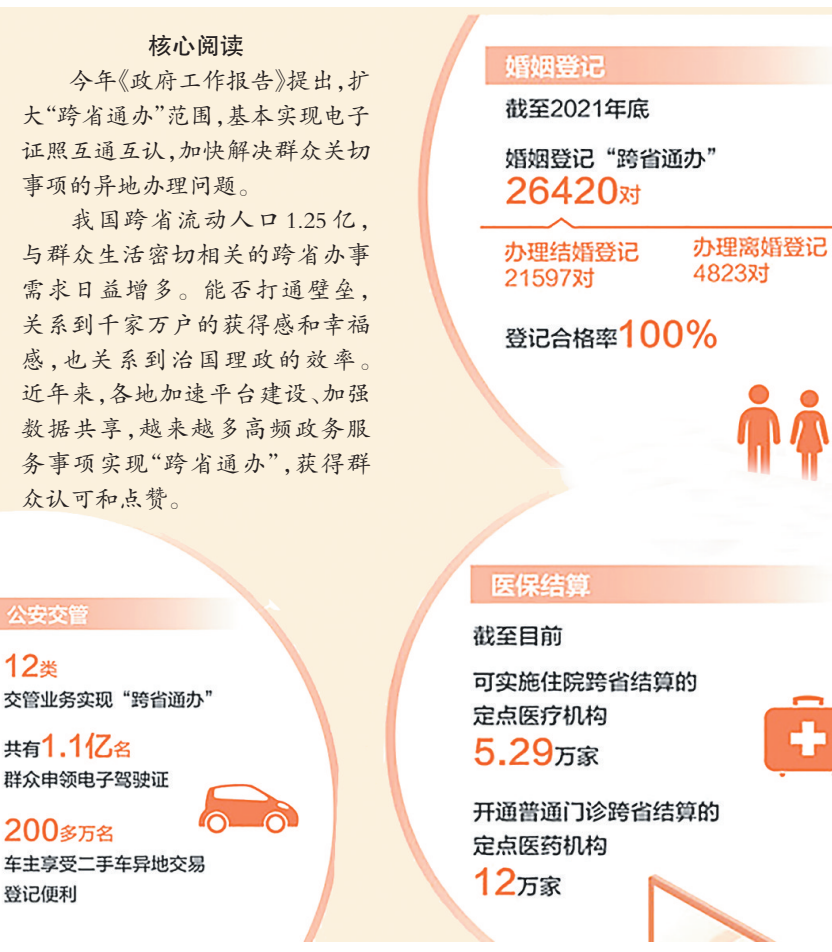 核心阅读
今年《政府工作报告》提出,扩
大“跨省通办”范围,基本实现电子
证照互通互认,加快解决群众关切
事项的异地办理问题。
我国跨省流动人口1.25亿,
与群众生活密切相关的跨省办事
需求日益增多。能否打通壁垒,
关系到千家万户的获得感和幸福
感,也关系到治国理政的效率。
近年来,各地加速平台建设、加强
数据共享,越来越多高频政务服
务事项实现“跨省通办”,获得群
众认可和点赞。
婚姻登记
截至2021年底
婚姻登记“跨省通办”
26420对
办理结婚登记
21597对
办理离婚登记
4823对
登记合格率100%
公安交管
12类
交管业务实现“跨省通办”
共有1.1亿名
群众申领电子驾驶证
200多万名
车主享受二手车异地交易
登记便利
医保结算
截至目前
可实施住院跨省结算的
定点医疗机构
5.29万家
开通普通门诊跨省结算的
定点医药机构
12万家